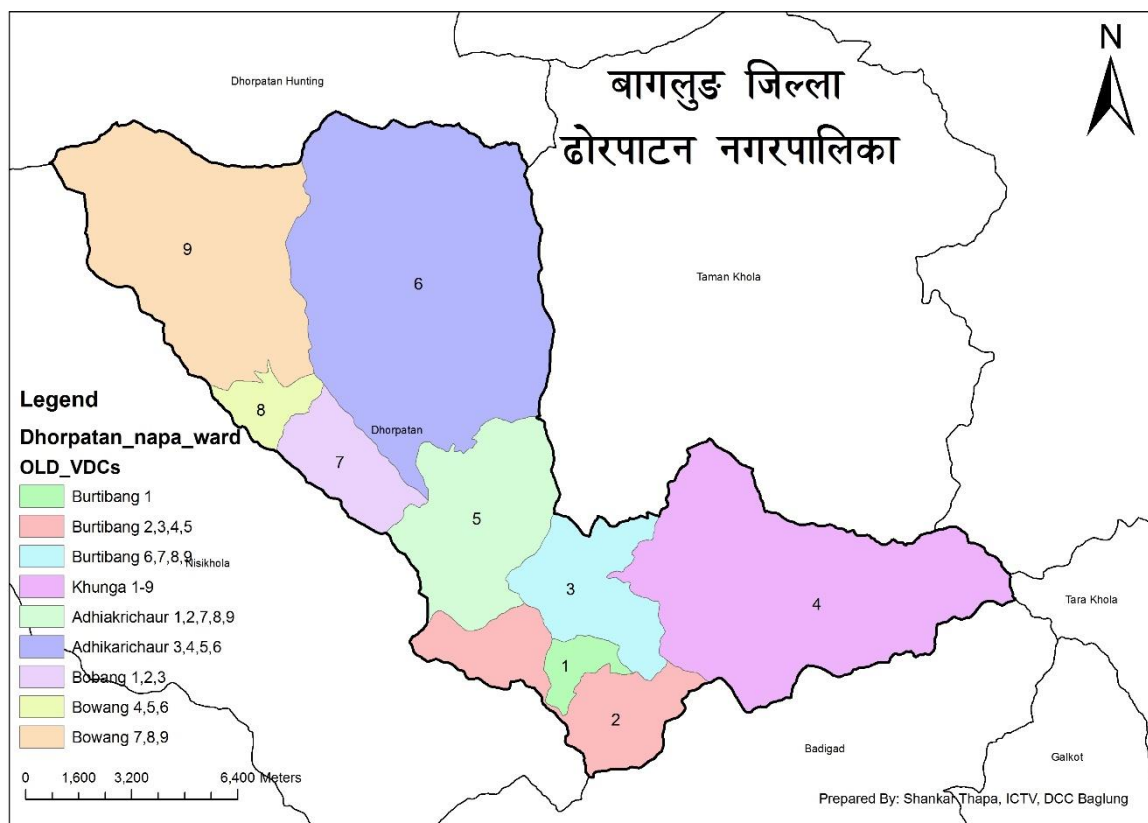 बागलुङ जिल्ला
ढोरपाटन नगरपालिका
N
Dhorpatan Hunting
9
6
Taman Khola
8
7
Dhorpatan
5
3
4
1
2
Nisikhola
Tara Khola
Badigad
Galkot
Legend
Dhorpatan_napa_ward
OLD_VDCs
Burtibang 1
Burtibang 2,3,4,5
Burtibang 6,7,8,9
Khunga 1-9
Adhiakrichaur 1,2,7,8,9
Adhikarichaur 3,4,5,6
Bobang 1,2,3
Bowang 4,5,6
Bowang 7,8,9
0 1,600 3,200 6,400 Meters
Prepared By: Shankar Thapa, ICTV, DCC Baglung